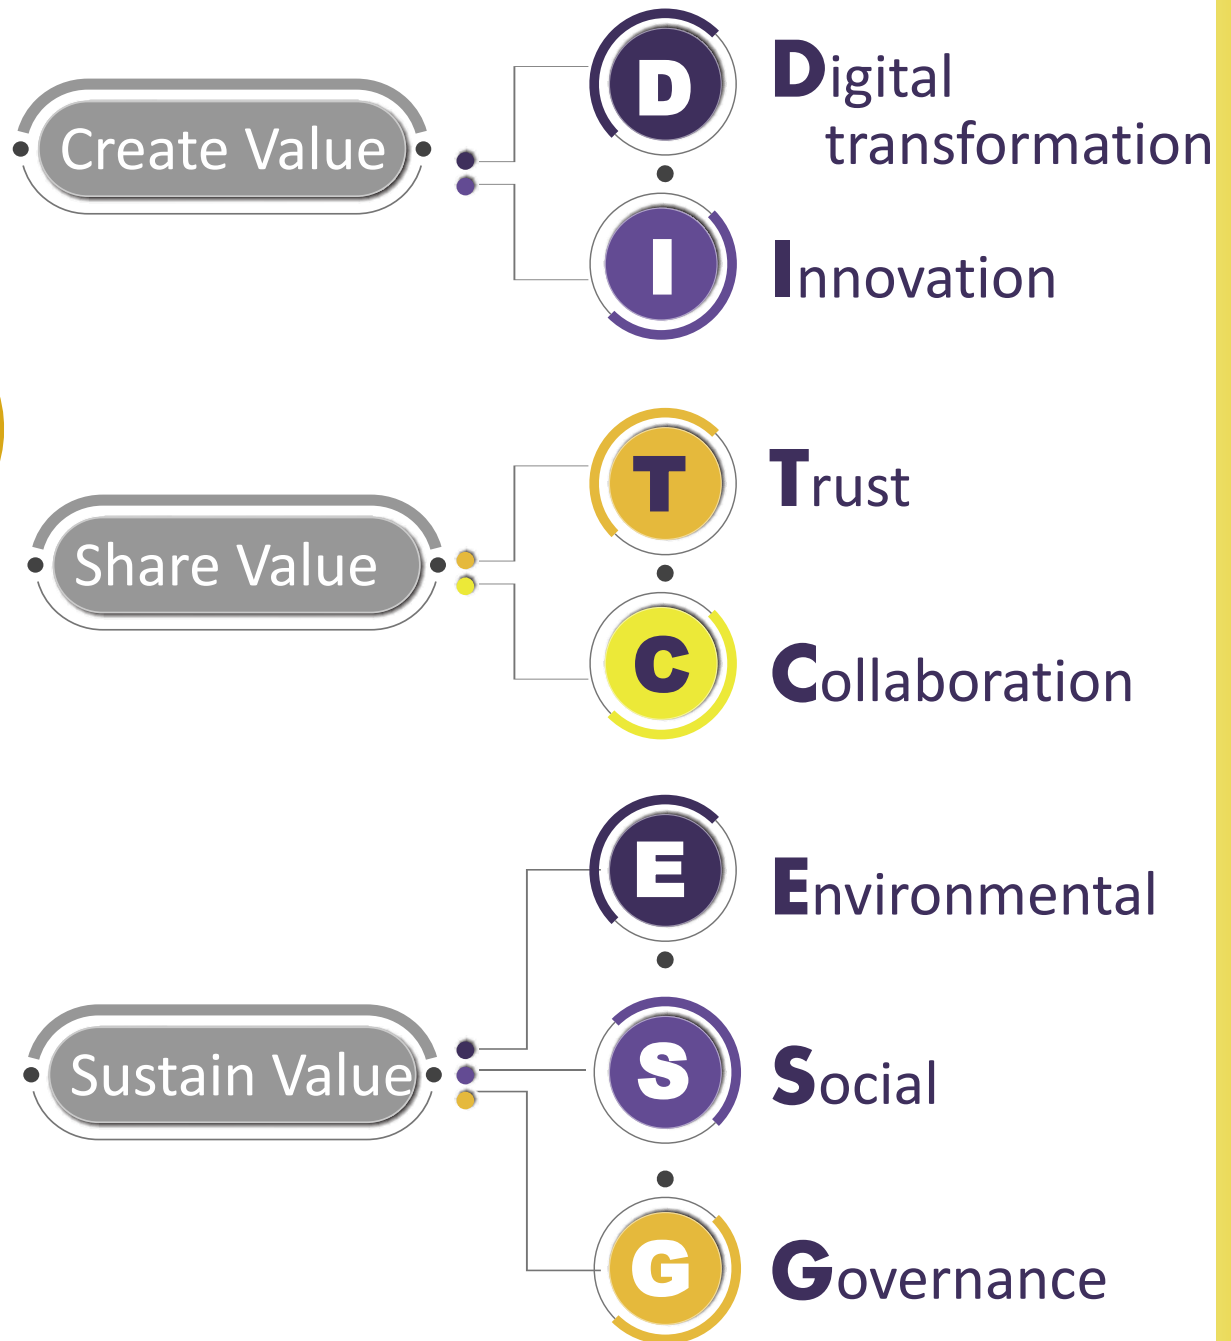 Create Value
D
Digital
transformation
I
Innovation
Share Value
T
Trust
C
Collaboration
Sustain Value
E
Environmental
S
Social
G
Governance